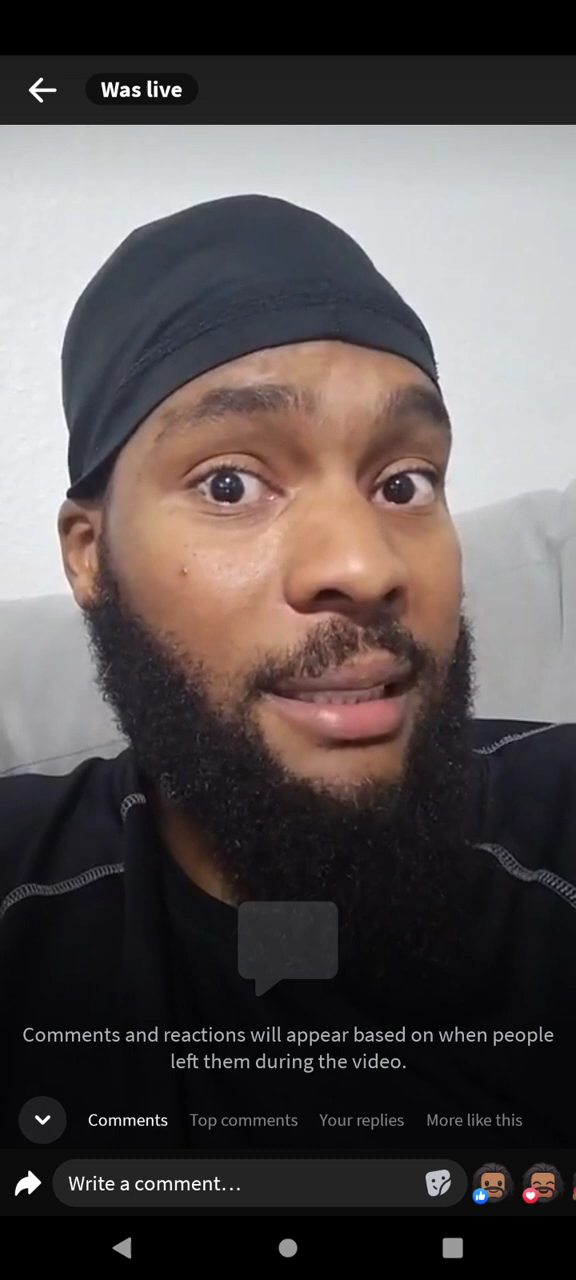 Was live
Comments and reactions will appear based on when people
left them during the video.
Comments Top comments Your replies More like this
Write a comment…